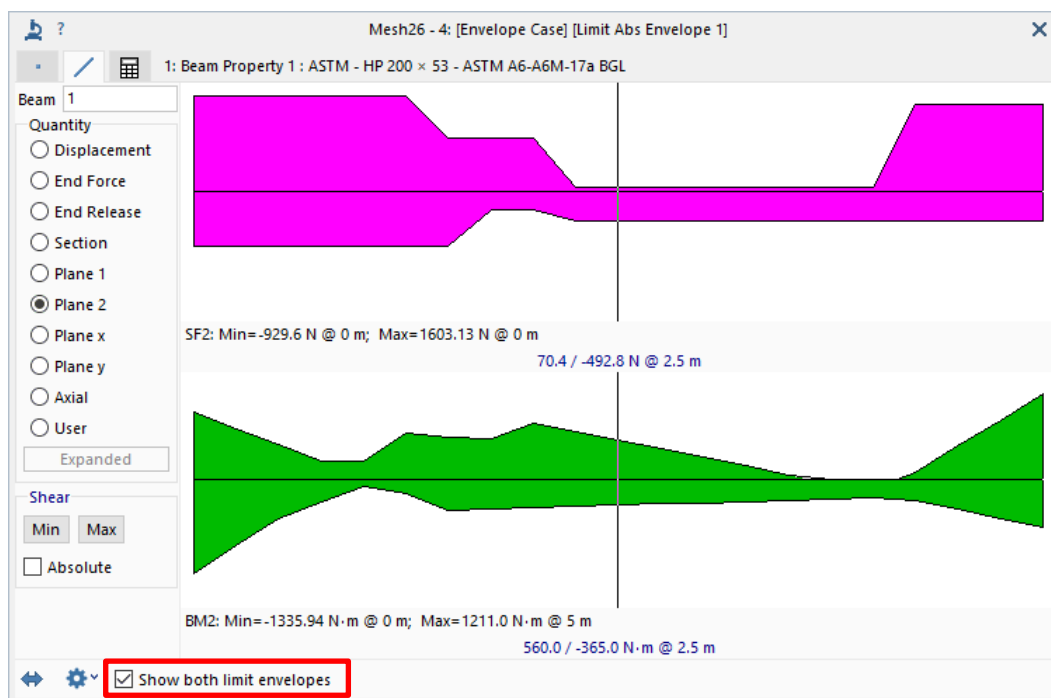 ?
Mesh26 - 4: [Envelope Case] [Limit Abs Envelope 1]
1: Beam Property 1 : ASTM - HP 200 × 53 - ASTM A6-A6M-17a BGL
Beam 1
Quantity
Displacement
End Force
End Release
Section
Plane 1
Plane 2
Plane x
Plane y
Axial
User
Expanded
Shear
Min Max
Absolute
SF2: Min=-929.6 N @ 0 m; Max=1603.13 N @ 0 m
70.4 / -492.8 N @ 2.5 m
BM2: Min=-1335.94 N·m @ 0 m; Max=1211.0 N·m @ 5 m
560.0 / -365.0 N·m @ 2.5 m
Show both limit envelopes